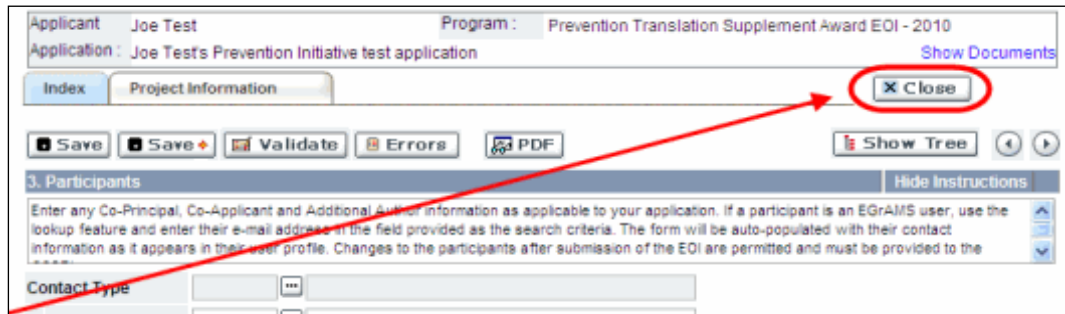 Applicant Joe Test Program : Prevention Translation Supplement Award EOI - 2010
Application : Joe Test's Prevention Initiative test application Show Documents
Index Project Information Close
Save Save Validate Errors PDF Show Tree
3. Participants Hide Instructions
Enter any Co-Principal, Co-Applicant and Addtional Author information as applicable to your application. If a participant is an EGrAMS user, use the
lookup feature and enter their e-mail address in the field provided as the search criteria. The form will be auto-populated with their contact
information as it appears in their user profile. Changes to the participants after submission of the EOI are permitted and must be provided to the
Contact Type